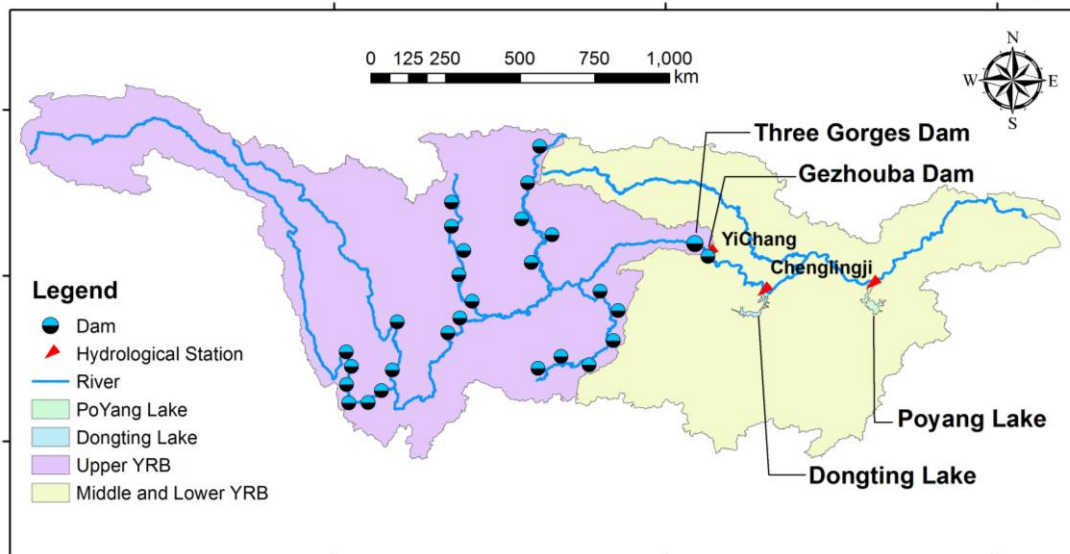 0 125 250 500 750 1,000
km
N
W E
S
Three Gorges Dam
Gezhouba Dam
YiChang
Chenglingji
Poyang Lake
Dongting Lake
Legend
Dam
Hydrological Station
River
PoYang Lake
Dongting Lake
Upper YRB
Middle and Lower YRB